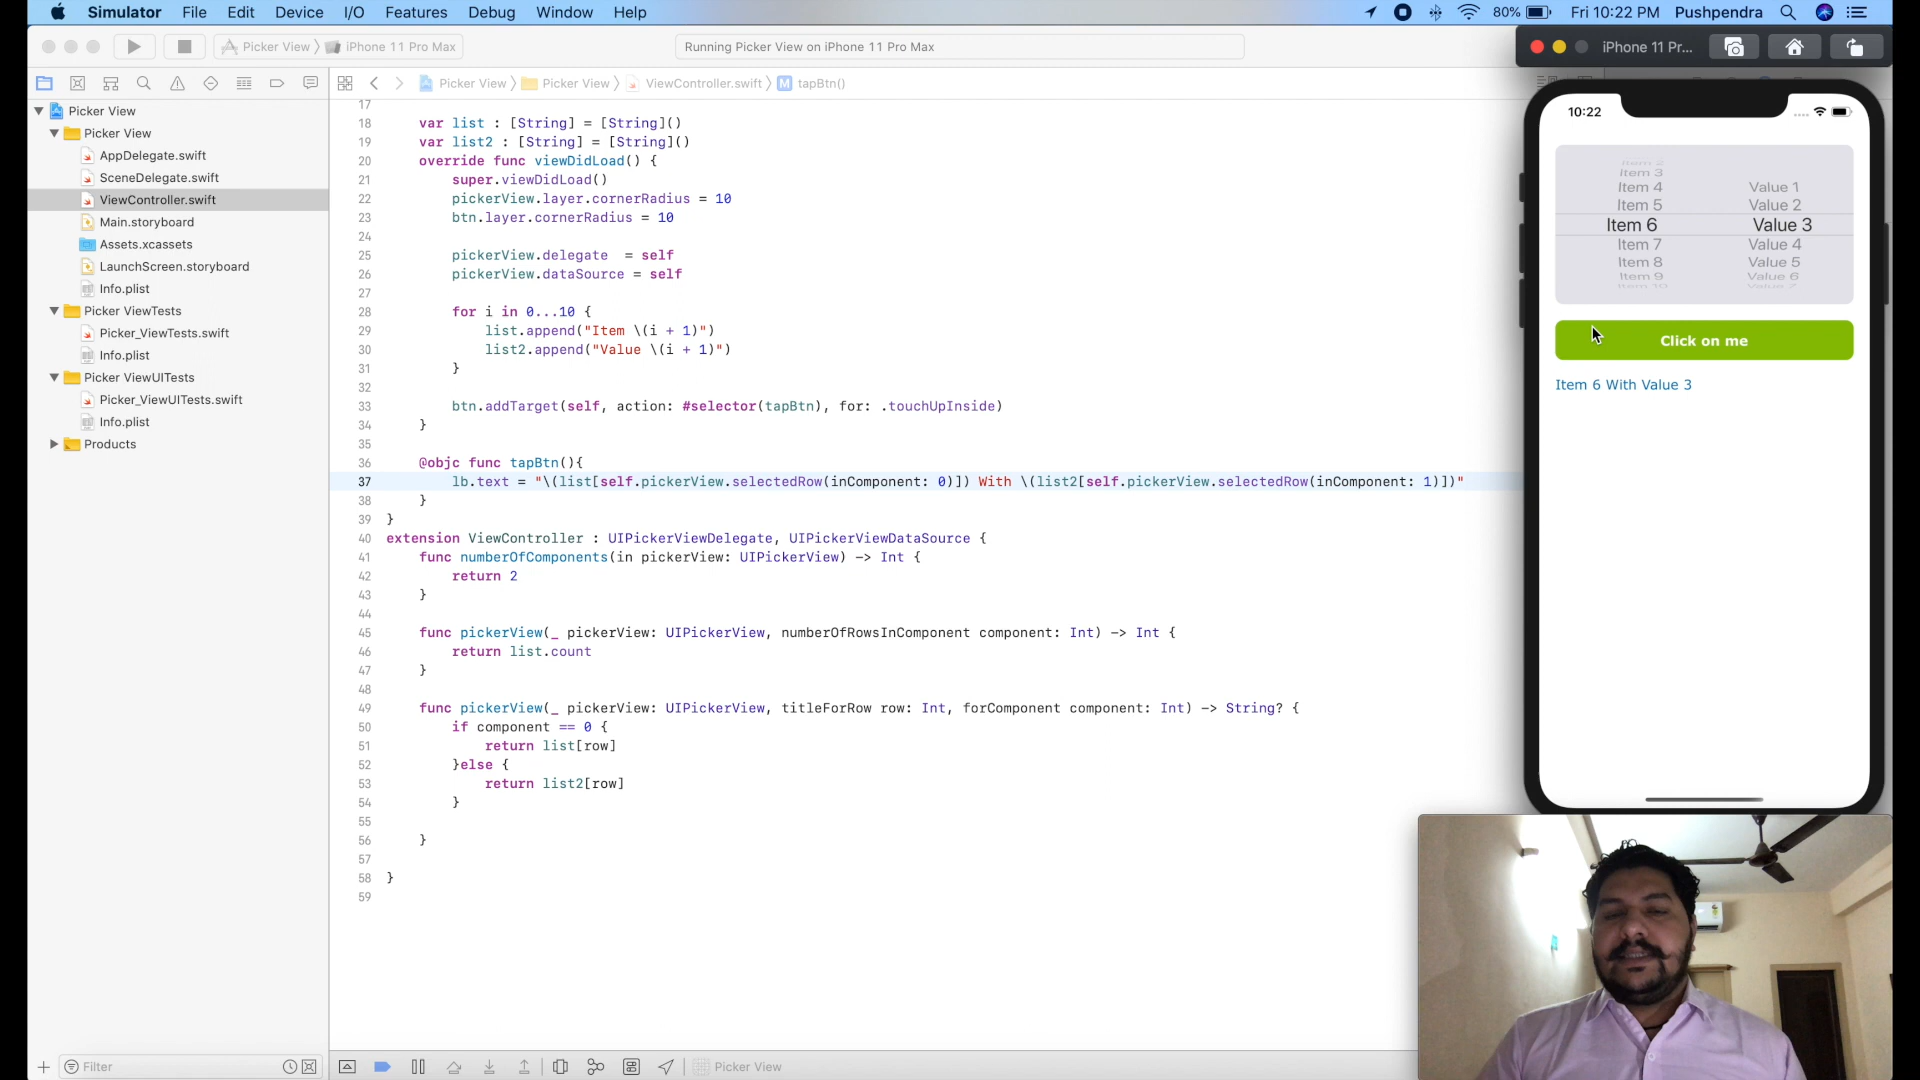 Simulator File Edit Device I/O Features Debug Window Help 80% Fri 10:22 PM Pushpendra
Picker View iPhone 11 Pro Max
Running Picker View on iPhone 11 Pro Max
iPhone 11 Pr...
Picker View Picker View ViewController.swift M tapBtn()
Picker View
Picker View
AppDelegate.swift
SceneDelegate.swift
ViewController.swift
Main.storyboard
Assets.xcassets
LaunchScreen.storyboard
Info.plist
Picker ViewTests
Picker_ViewTests.swift
Info.plist
Picker ViewUITests
Picker_ViewUITests.swift
Info.plist
Products
Filter
17
18 var list : [String] = [String]()
19 var list2 : [String] = [String]()
20 override func viewDidLoad() {
21 super.viewDidLoad()
22 pickerView.layer.cornerRadius = 10
23 btn.layer.cornerRadius = 10
24
25 pickerView.delegate = self
26 pickerView.dataSource = self
27
28 for i in 0...10 {
29 list.append("Item \(i + 1)")
30 list2.append("Value \(i + 1)")
31 }
32
33 btn.addTarget(self, action: #selector(tapBtn), for: .touchUpInside)
34 }
35
36 @objc func tapBtn(){
37 lb.text = "\(list[self.pickerView.selectedRow(inComponent: 0)]) With \(list2[self.pickerView.selectedRow(inComponent: 1)])"
38 }
39 }
40 extension ViewController : UIPickerViewDelegate, UIPickerViewDataSource {
41 func numberOfComponents(in pickerView: UIPickerView) -> Int {
42 return 2
43 }
44
45 func pickerView(_ pickerView: UIPickerView, numberOfRowsInComponent component: Int) -> Int {
46 return list.count
47 }
48
49 func pickerView(_ pickerView: UIPickerView, titleForRow row: Int, forComponent component: Int) -> String? {
50 if component == 0 {
51 return list[row]
52 }else {
53 return list2[row]
54 }
55
56 }
57
58 }
59
Picker View
10:22
Item 2
Item 3
Item 4 Value 1
Item 5 Value 2
Item 6 Value 3
Item 7 Value 4
Item 8 Value 5
Item 9 Value 6
Item 10 Value 7
Click on me
Item 6 With Value 3